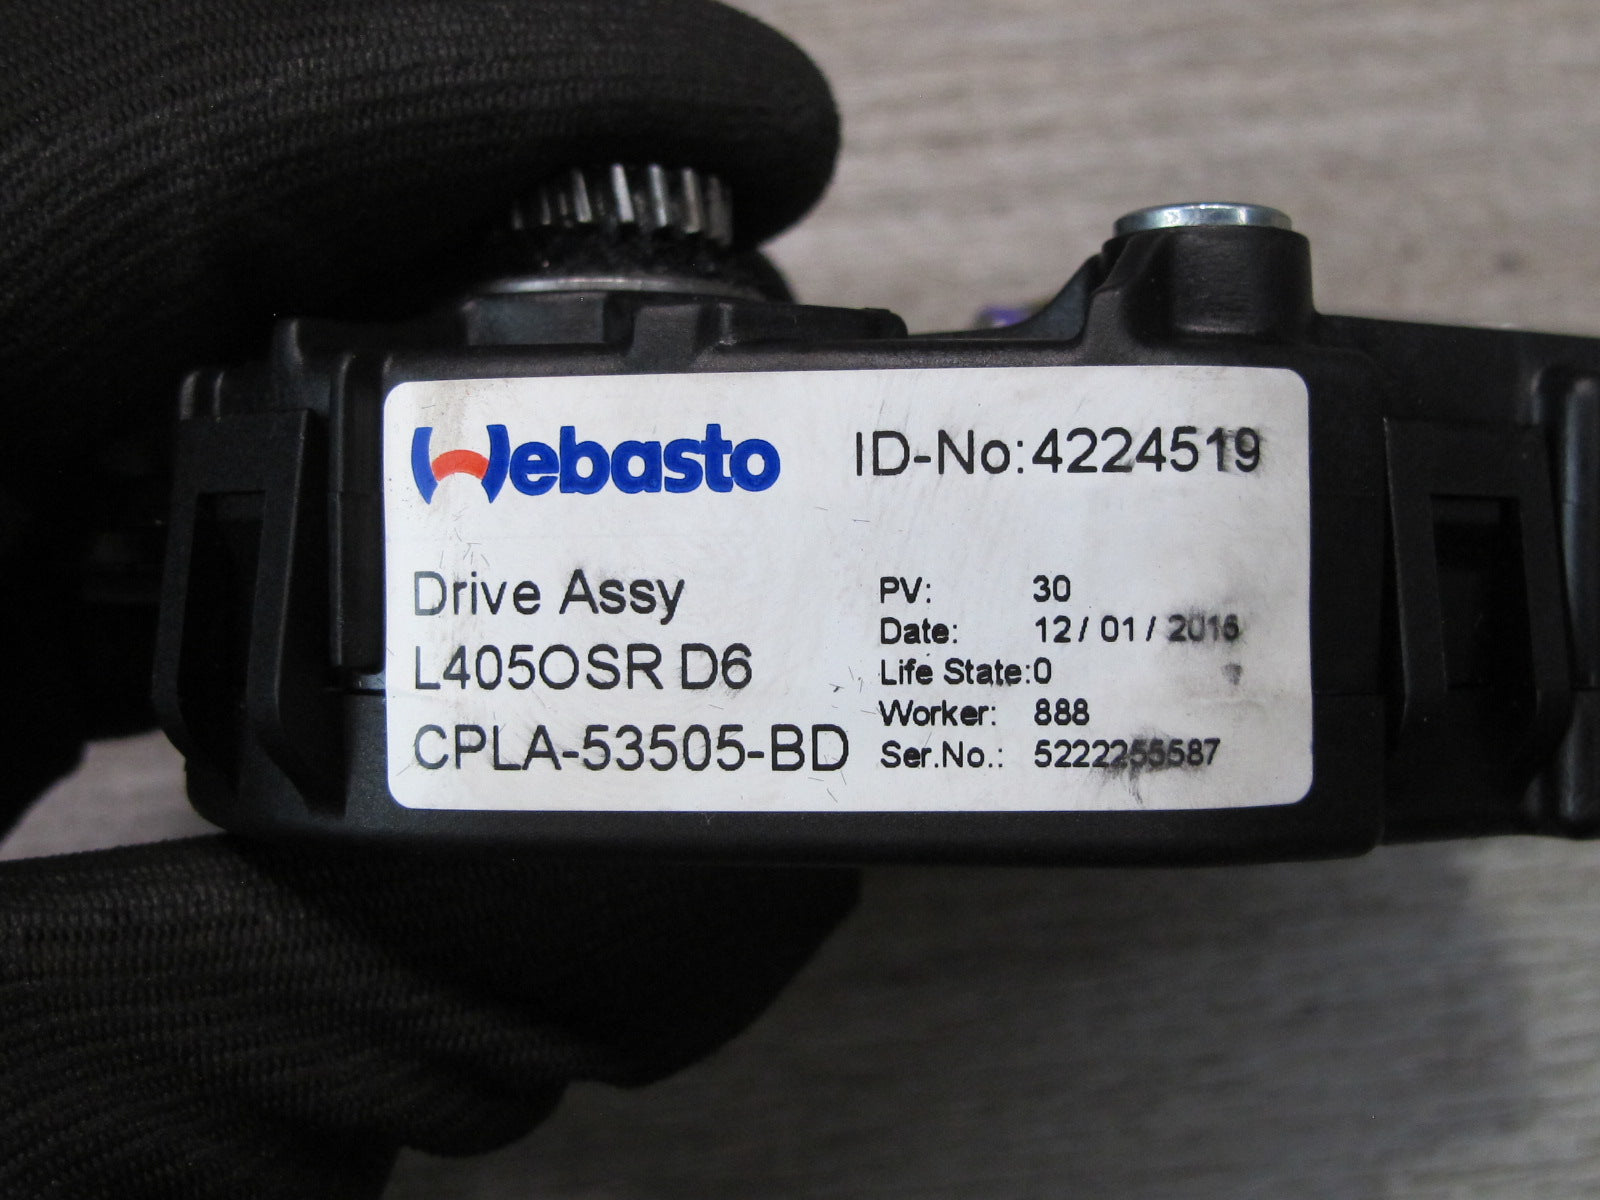 Webasto
ID-No:4224519
Drive Assy
L405OSR D6
CPLA-53505-BD
PV: 30
Date: 12 / 01 / 2016
Life State:0
Worker: 888
Ser.No.: 5222255587